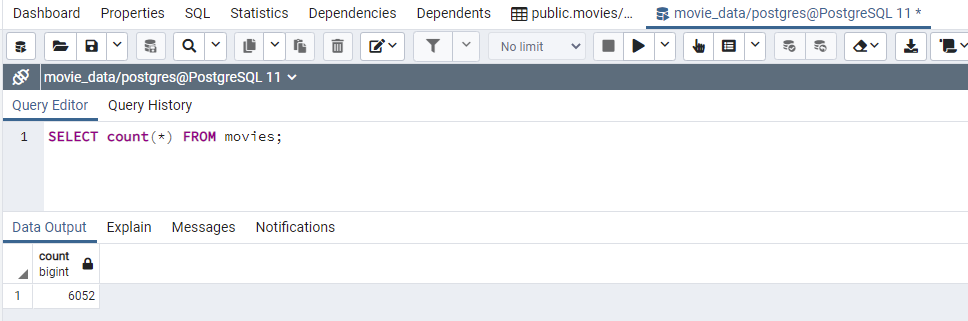 Dashboard Properties SQL Statistics Dependencies Dependents public.movies/... movie_data/postgres@PostgreSQL 11 *
No limit
movie_data/postgres@PostgreSQL 11
Query Editor Query History
1 SELECT count(*) FROM movies;
Data Output Explain Messages Notifications
count
bigint
1 6052